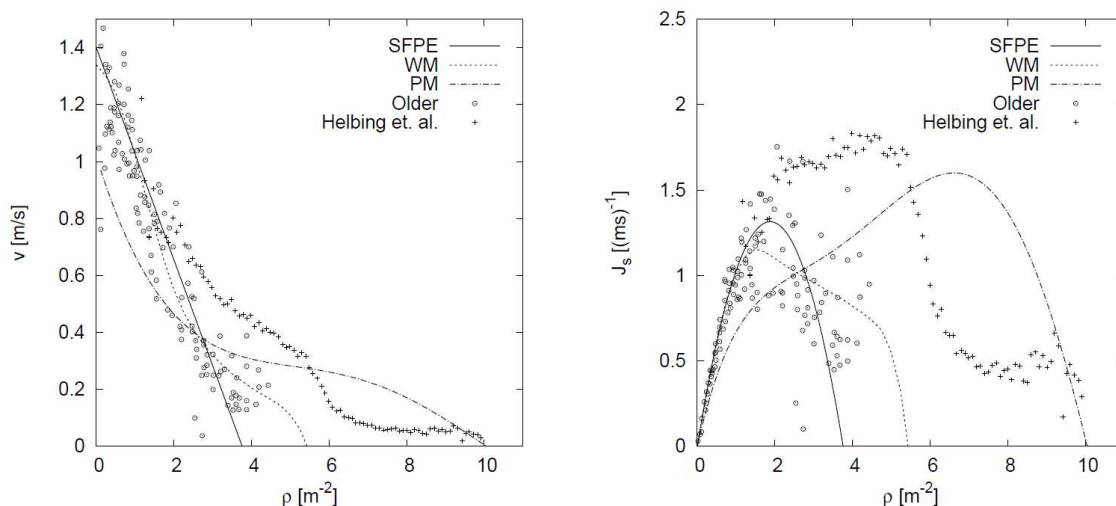 SFPE
WM
PM
Older
Helbing et. al.
v [m/s]
1.4
1.2
1
0.8
0.6
0.4
0.2
0
0
2
4
6
8
10
ρ [m⁻²]
SFPE
WM
PM
Older
Helbing et. al.
Jₛ [(ms)⁻¹]
2.5
2
1.5
1
0.5
0
0
2
4
6
8
10
ρ [m⁻²]